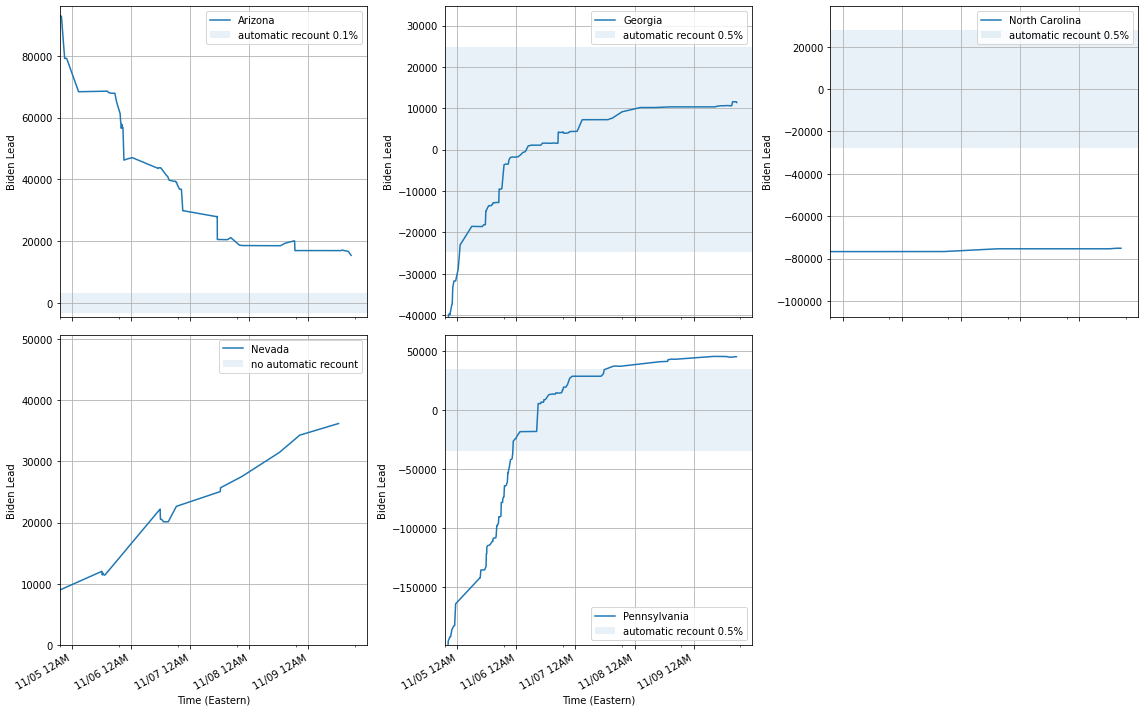 Arizona
automatic recount 0.1%
80000
60000
40000
20000
0
Biden Lead
Georgia
automatic recount 0.5%
30000
20000
10000
0
−10000
−20000
−30000
−40000
Biden Lead
North Carolina
automatic recount 0.5%
20000
0
−20000
−40000
−60000
−80000
−100000
Biden Lead
Nevada
no automatic recount
50000
40000
30000
20000
10000
0
Biden Lead
11/05 12AM
11/06 12AM
11/07 12AM
11/08 12AM
11/09 12AM
Time (Eastern)
50000
0
−50000
−100000
−150000
Biden Lead
Pennsylvania
automatic recount 0.5%
11/05 12AM
11/06 12AM
11/07 12AM
11/08 12AM
11/09 12AM
Time (Eastern)